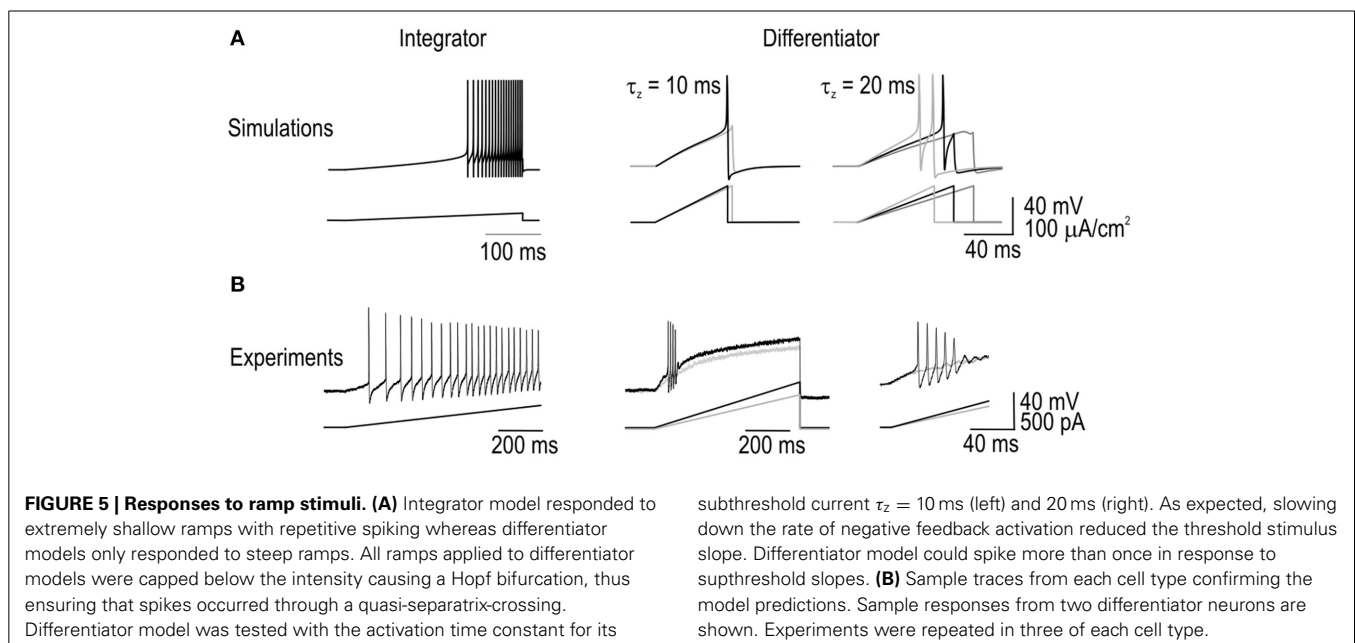 A
Integrator
Differentiator
τz = 10 ms
τz = 20 ms
Simulations
40 mV
100 μA/cm²
100 ms
40 ms
B
Experiments
40 mV
500 pA
200 ms
200 ms
40 ms
FIGURE 5 | Responses to ramp stimuli. (A) Integrator model responded to
extremely shallow ramps with repetitive spiking whereas differentiator
models only responded to steep ramps. All ramps applied to differentiator
models were capped below the intensity causing a Hopf bifurcation, thus
ensuring that spikes occurred through a quasi-separatrix-crossing.
Differentiator model was tested with the activation time constant for its
subthreshold current τz = 10 ms (left) and 20 ms (right). As expected, slowing
down the rate of negative feedback activation reduced the threshold stimulus
slope. Differentiator model could spike more than once in response to
supthreshold slopes. (B) Sample traces from each cell type confirming the
model predictions. Sample responses from two differentiator neurons are
shown. Experiments were repeated in three of each cell type.